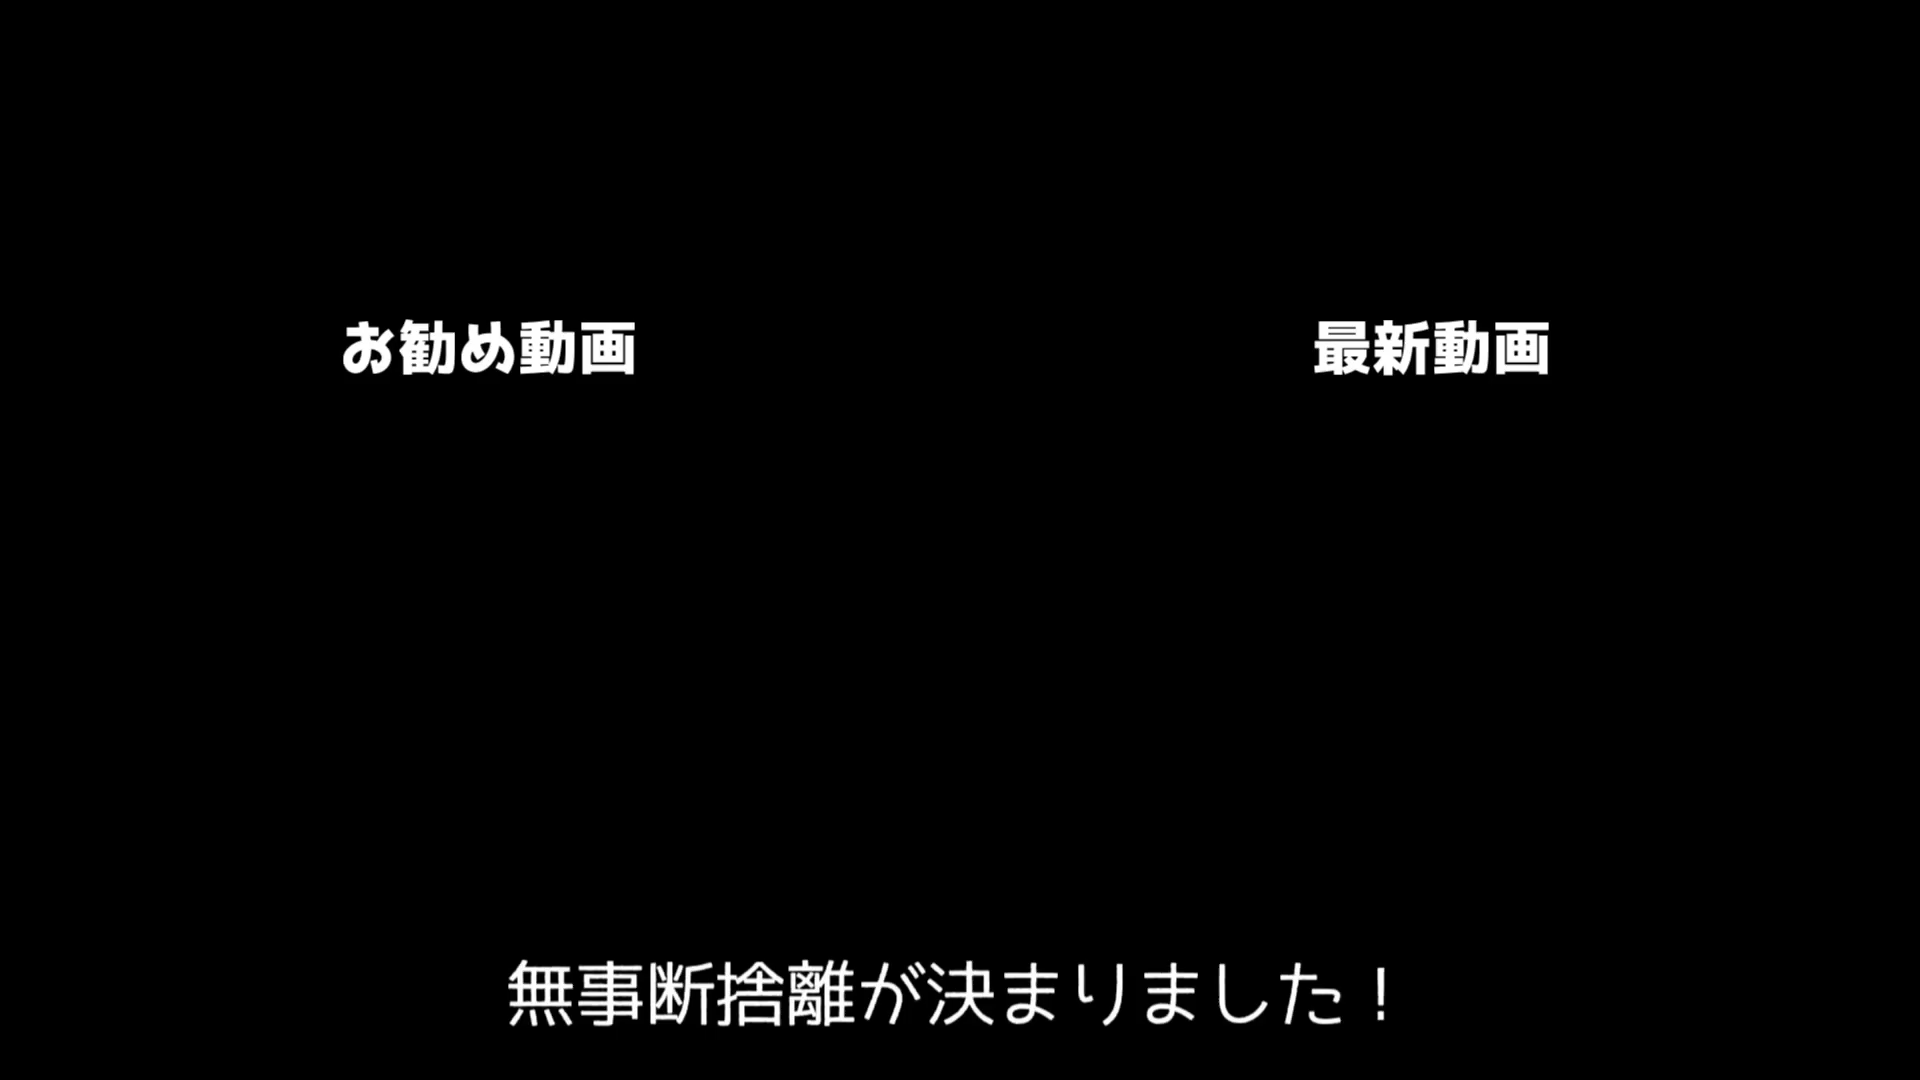 お勧め動画
最新動画
無事断捨離が決まりました！